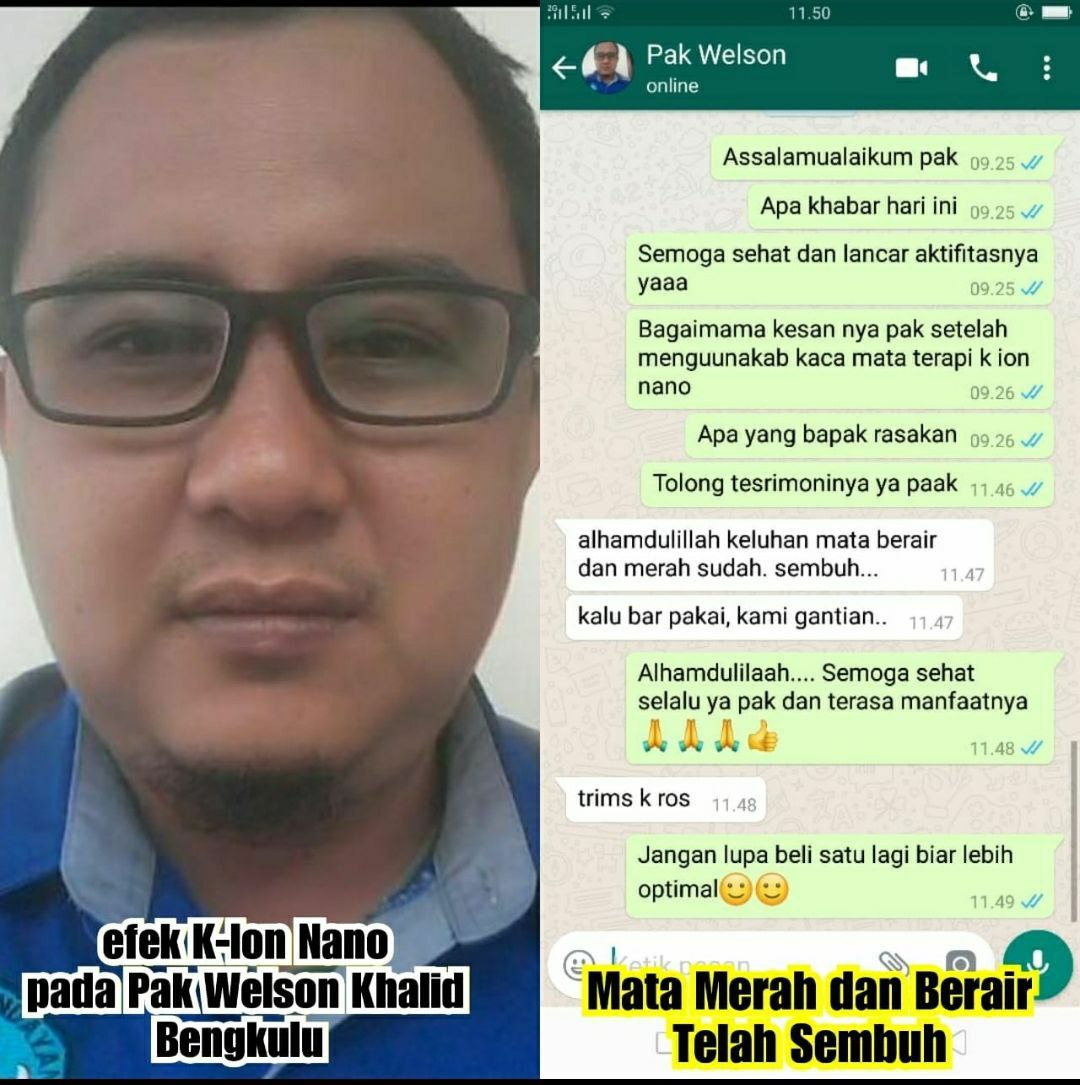 efek K-Ion Nano
pada Pak Welson Khalid
Bengkulu
11.50
Pak Welson
online
Assalamualaikum pak 09.25
Apa khabar hari ini 09.25
Semoga sehat dan lancar aktifitasnya
yaaa 09.25
Bagaimama kesan nya pak setelah
menguunakab kaca mata terapi k ion
nano 09.26
Apa yang bapak rasakan 09.26
Tolong tesrimoninya ya paak 11.46
alhamdulillah keluhan mata berair
dan merah sudah. sembuh... 11.47
kalu bar pakai, kami gantian.. 11.47
Alhamdulilaah.... Semoga sehat
selalu ya pak dan terasa manfaatnya
🙏🙏🙏👍 11.48
trims k ros 11.48
Jangan lupa beli satu lagi biar lebih
optimal🙂🙂 11.49
Ketik pesan
Mata Merah dan Berair
Telah Sembuh